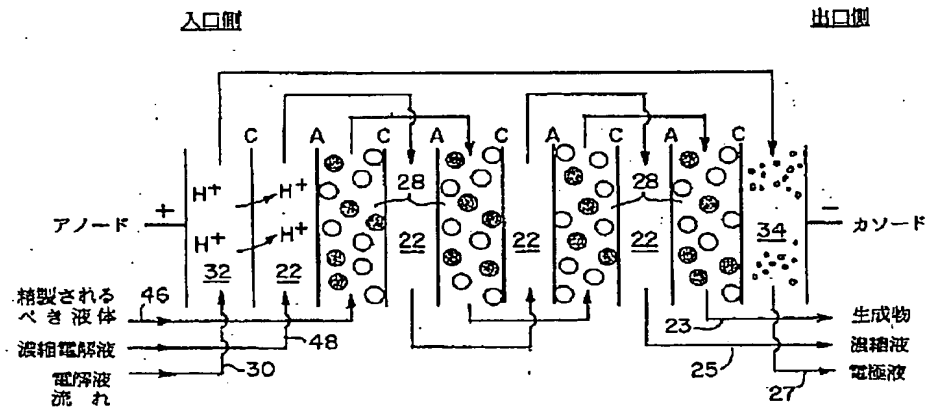 入口側
出口側
A C A C A C A C
C
H+ H+
28 28
アノード + H+ H+ − カソード
32 22 22 22 22 34
精製される
べき液体 46
濃縮電解液 48
電解液
流れ 30
23 生成物
25 濃縮液
27 電極液